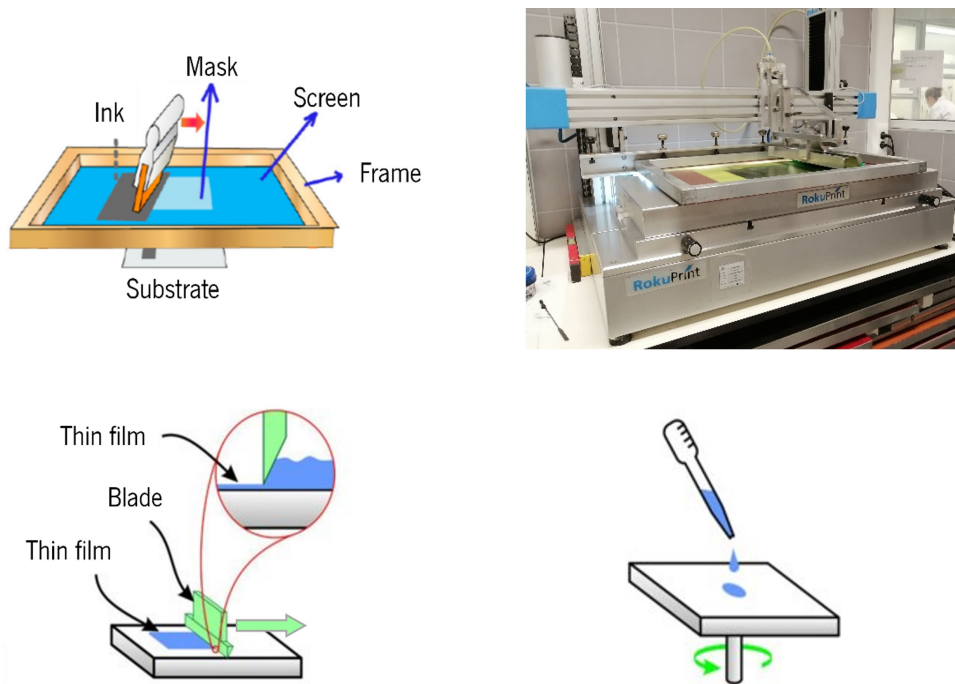 Mask
Ink
Screen
Frame
Substrate
RokuPrint
RokuPrint
Thin film
Blade
Thin film